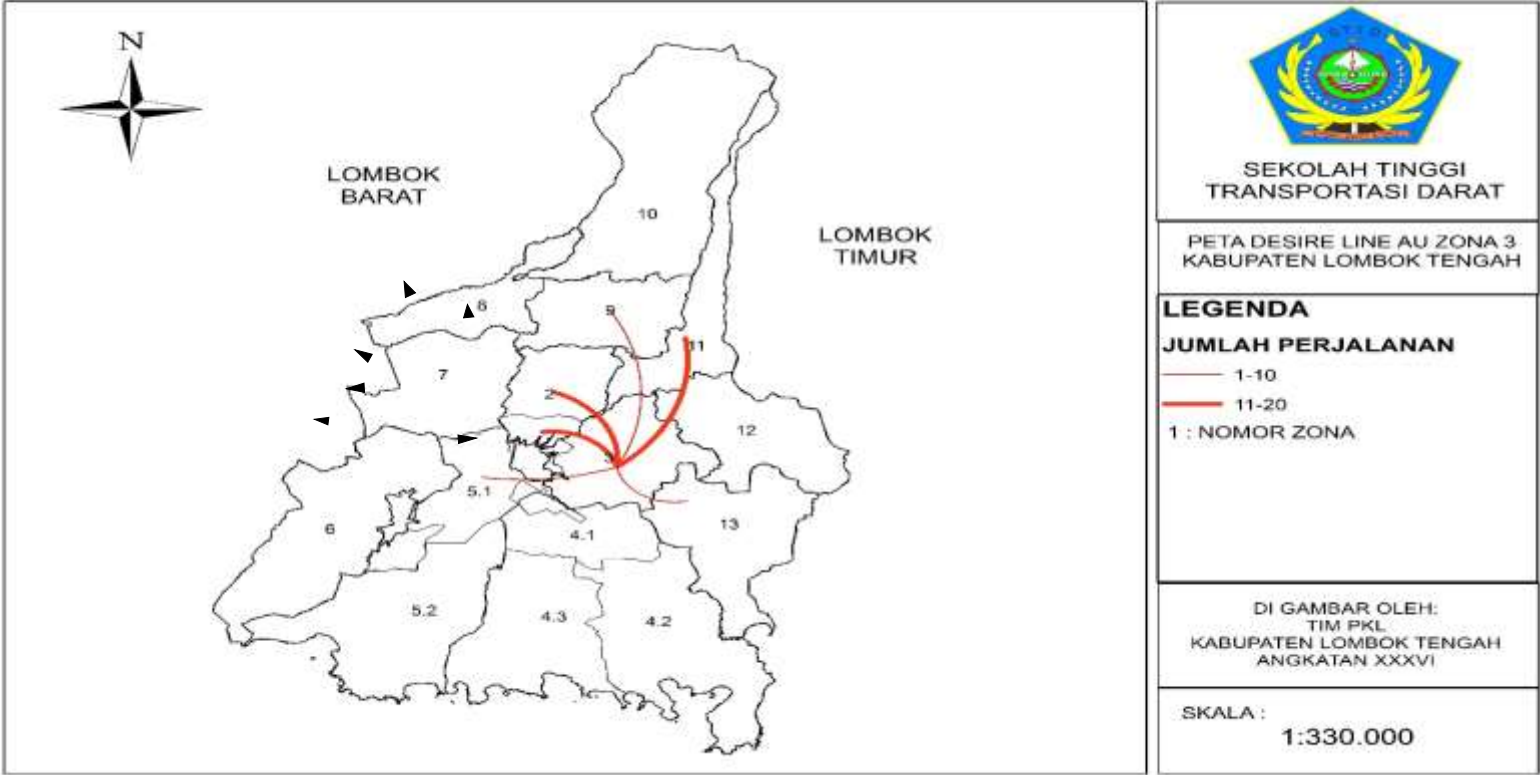 N
LOMBOK
BARAT
LOMBOK
TIMUR
10
8
9
11
7
2
12
3
5.1
6
13
4.1
5.2
4.3
4.2
SEKOLAH TINGGI
TRANSPORTASI DARAT
PETA DESIRE LINE AU ZONA 3
KABUPATEN LOMBOK TENGAH
LEGENDA
JUMLAH PERJALANAN
1-10
11-20
1 : NOMOR ZONA
DI GAMBAR OLEH:
TIM PKL
KABUPATEN LOMBOK TENGAH
ANGKATAN XXXVI
SKALA :
1:330.000